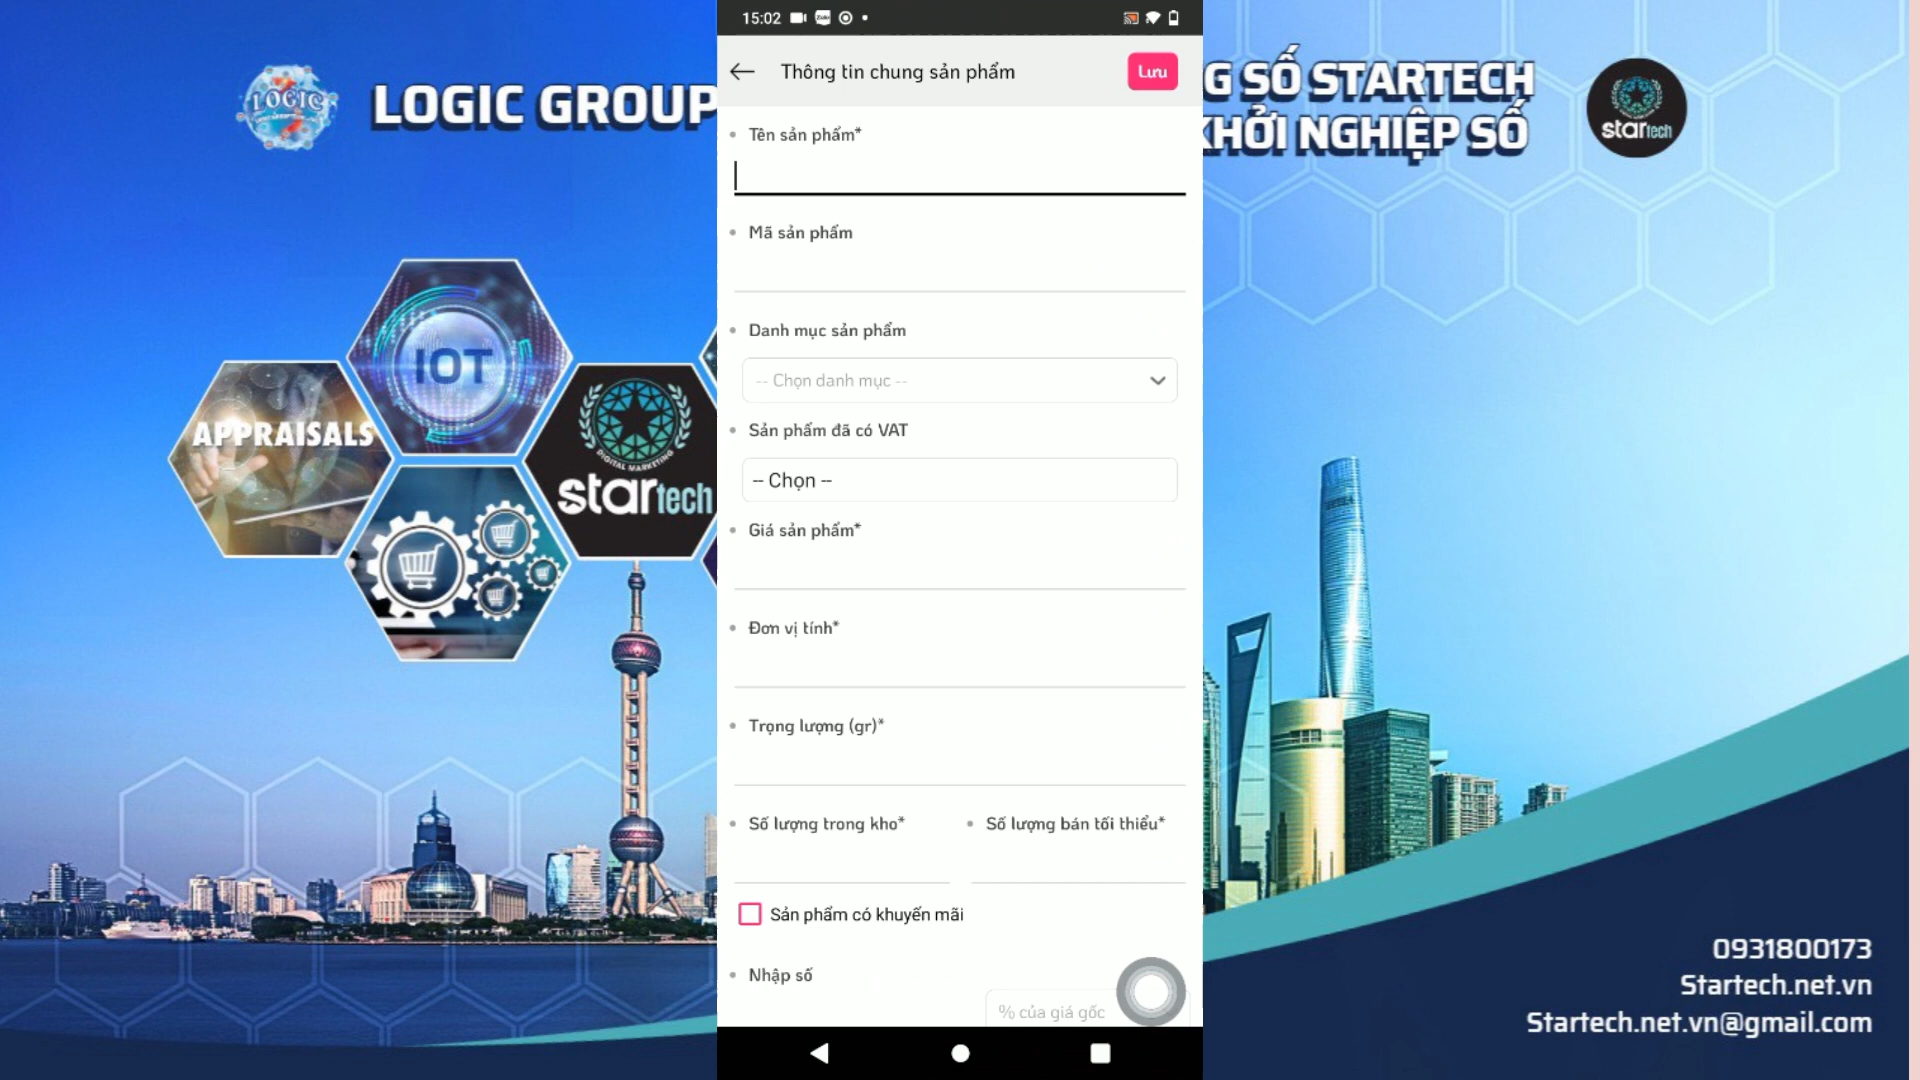 LOGIC
LOGIC GROUP
G SỐ STARTECH
KHỞI NGHIỆP SỐ
startech
APPRAISALS
IOT
DIGITAL MARKETING
startech
15:02
Zalo
Thông tin chung sản phẩm
Lưu
Tên sản phẩm*
Mã sản phẩm
Danh mục sản phẩm
-- Chọn danh mục --
Sản phẩm đã có VAT
-- Chọn --
Giá sản phẩm*
Đơn vị tính*
Trọng lượng (gr)*
Số lượng trong kho*
Số lượng bán tối thiểu*
Sản phẩm có khuyến mãi
Nhập số
% của giá gốc
0931800173
Startech.net.vn
Startech.net.vn@gmail.com